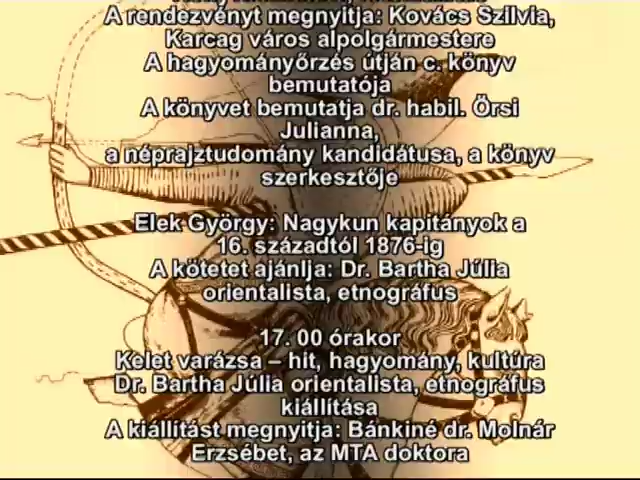 A rendezvényt megnyitja: Kovács Szilvia,
Karcag város alpolgármestere
A hagyományőrzés útján c. könyv
bemutatója
A könyvet bemutatja dr. habil. Örsi
Julianna,
a néprajztudomány kandidátusa, a könyv
szerkesztője
Elek György: Nagykun kapitányok a
16. századtól 1876-ig
A kötetet ajánlja: Dr. Bartha Júlia
orientalista, etnográfus
17. 00 órakor
Kelet varázsa – hit, hagyomány, kultúra
Dr. Bartha Júlia orientalista, etnográfus
kiállítása
A kiállítást megnyitja: Bánkiné dr. Molnár
Erzsébet, az MTA doktora